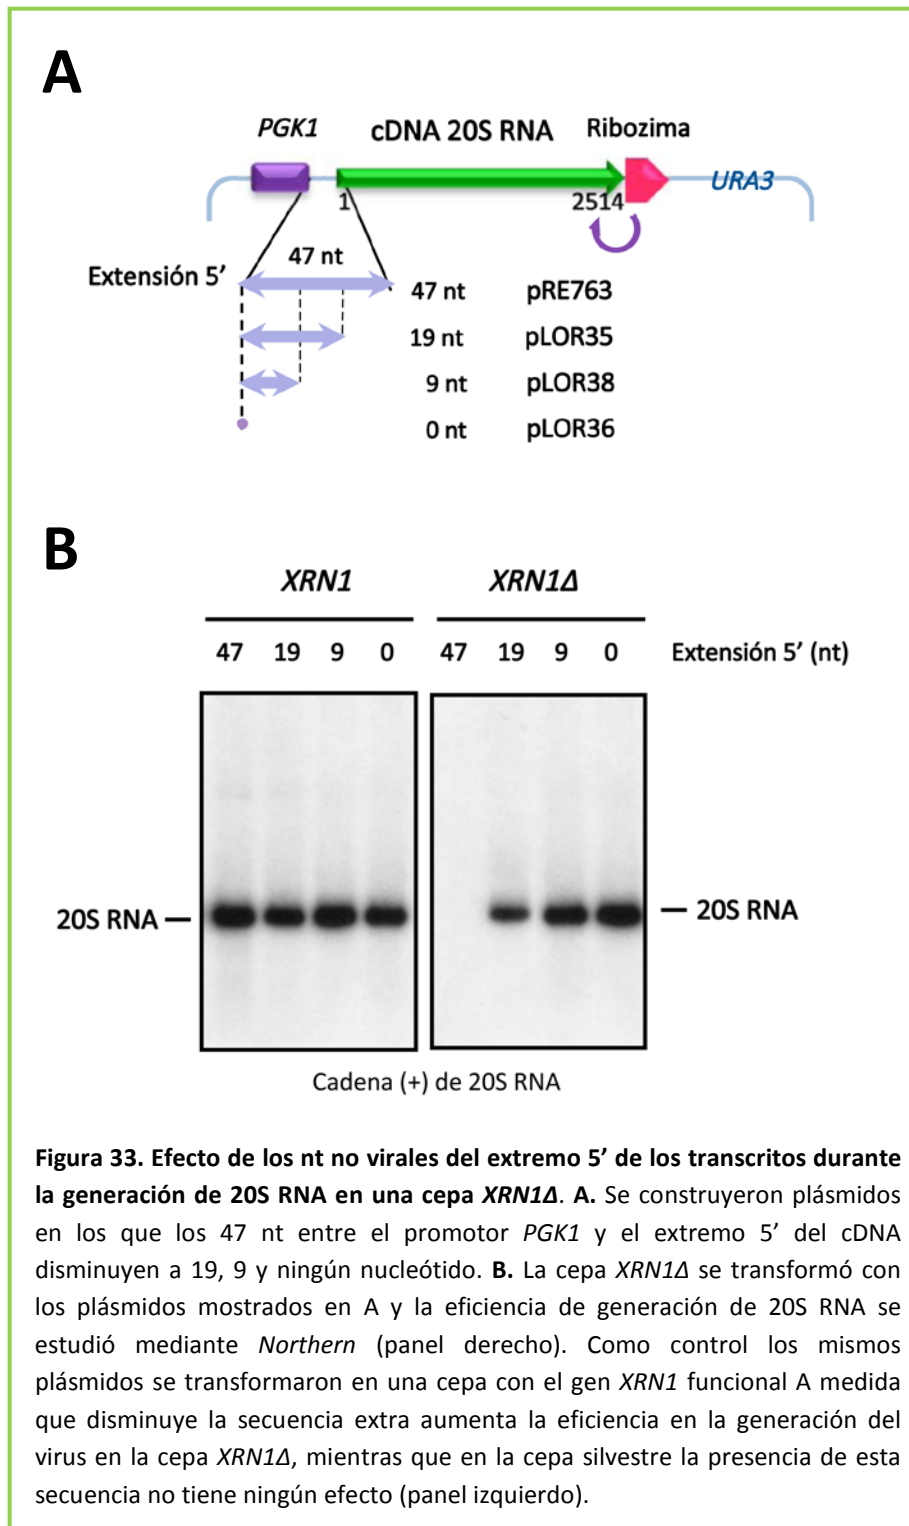 A
PGK1 cDNA 20S RNA Ribozima
URA3
1 2514
47 nt
Extensión 5’
47 nt pRE763
19 nt pLOR35
9 nt pLOR38
0 nt pLOR36
B
XRN1 XRN1Δ
47 19 9 0 47 19 9 0 Extensión 5’ (nt)
20S RNA — — 20S RNA
Cadena (+) de 20S RNA
Figura 33. Efecto de los nt no virales del extremo 5’ de los transcritos durante
la generación de 20S RNA en una cepa XRN1Δ. A. Se construyeron plásmidos
en los que los 47 nt entre el promotor PGK1 y el extremo 5’ del cDNA
disminuyen a 19, 9 y ningún nucleótido. B. La cepa XRN1Δ se transformó con
los plásmidos mostrados en A y la eficiencia de generación de 20S RNA se
estudió mediante Northern (panel derecho). Como control los mismos
plásmidos se transformaron en una cepa con el gen XRN1 funcional A medida
que disminuye la secuencia extra aumenta la eficiencia en la generación del
virus en la cepa XRN1Δ, mientras que en la cepa silvestre la presencia de esta
secuencia no tiene ningún efecto (panel izquierdo).